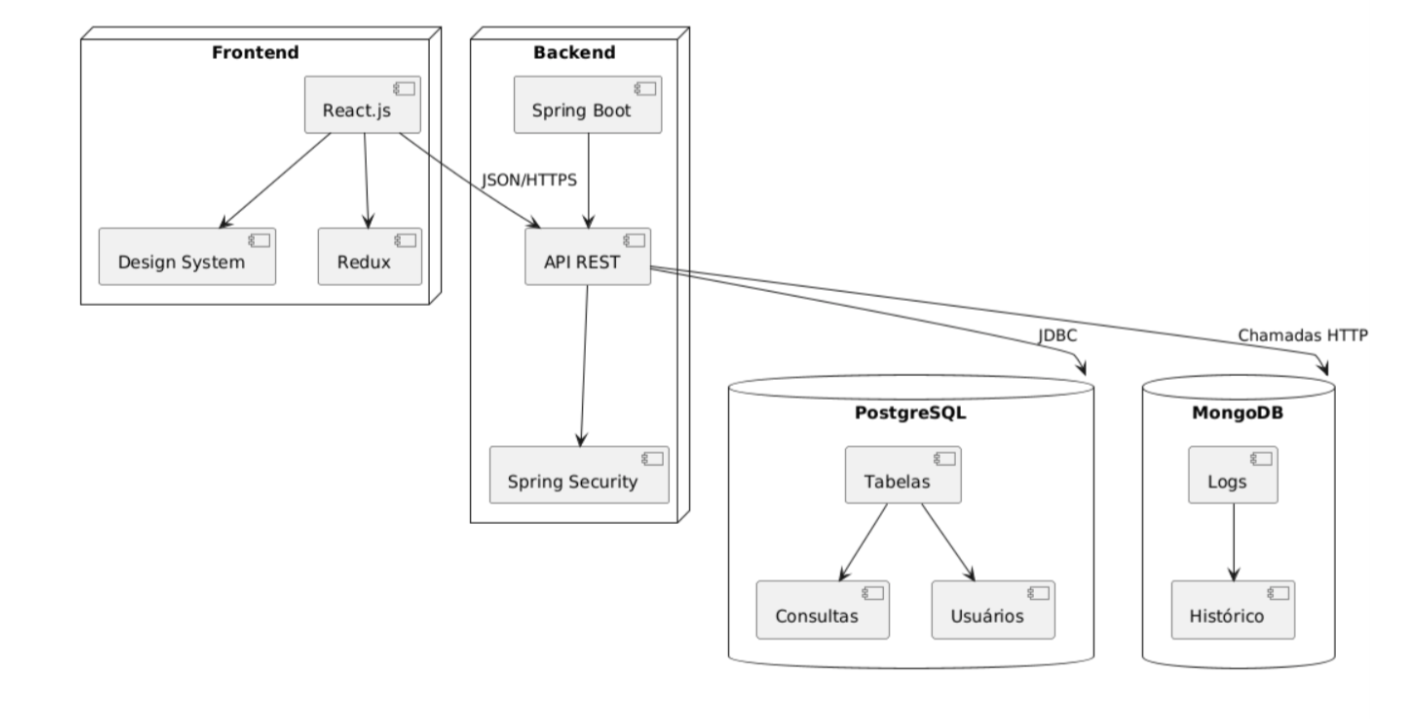 Frontend
Backend
React.js
Spring Boot
JSON/HTTPS
Design System
Redux
API REST
JDBC
Chamadas HTTP
PostgreSQL
MongoDB
Spring Security
Tabelas
Logs
Consultas
Usuários
Histórico